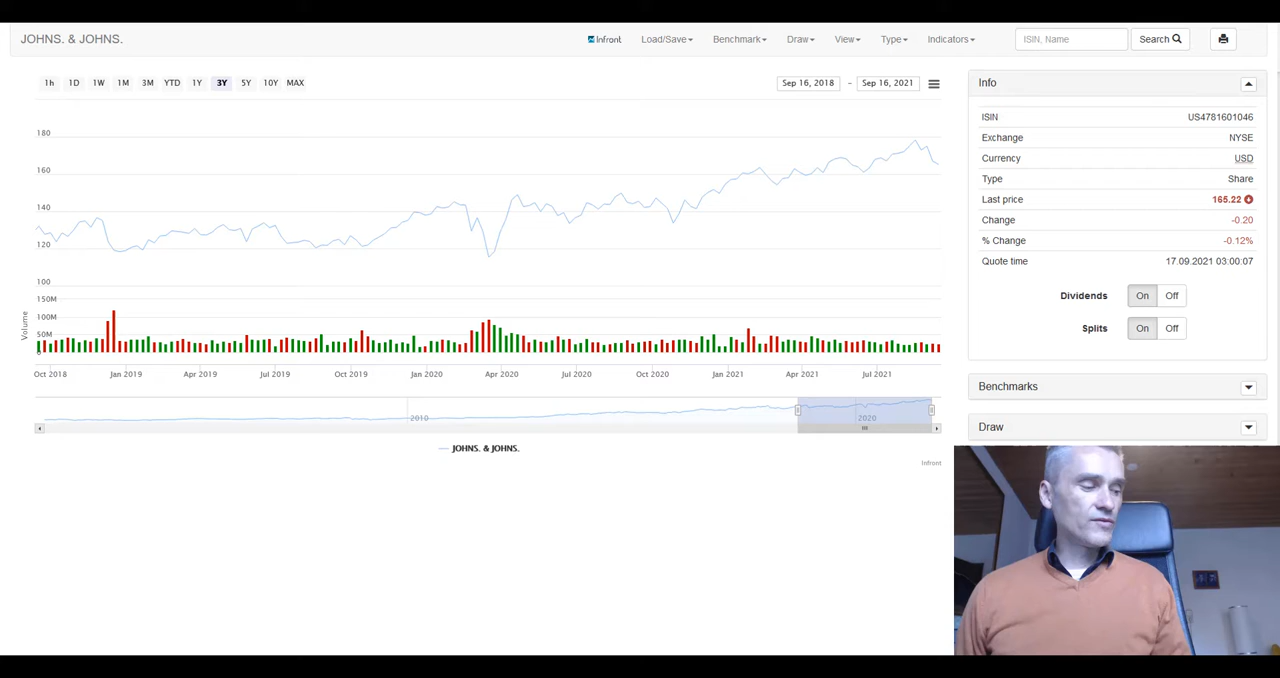 JOHNS. & JOHNS.
Infront
Load/Save
Benchmark
Draw
View
Type
Indicators
ISIN, Name
Search
1h 1D 1W 1M 3M YTD 1Y 3Y 5Y 10Y MAX
Sep 16, 2018 - Sep 16, 2021
180
160
140
120
100
150M
100M
50M
0
Volume
Oct 2018 Jan 2019 Apr 2019 Jul 2019 Oct 2019 Jan 2020 Apr 2020 Jul 2020 Oct 2020 Jan 2021 Apr 2021 Jul 2021
2010 2020
JOHNS. & JOHNS.
Infront
Info
ISIN US4781601046
Exchange NYSE
Currency USD
Type Share
Last price 165.22
Change -0.20
% Change -0.12%
Quote time 17.09.2021 03:00:07
Dividends On Off
Splits On Off
Benchmarks
Draw